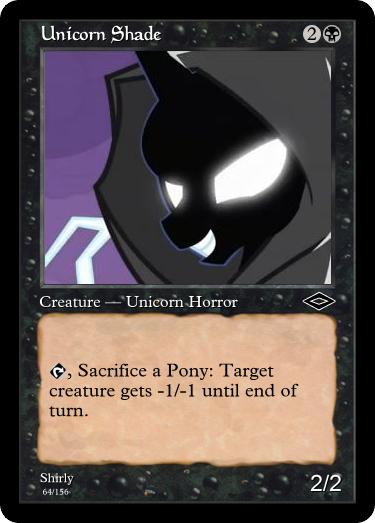 Unicorn Shade 2
Creature — Unicorn Horror
, Sacrifice a Pony: Target
creature gets -1/-1 until end of
turn.
Shirly
64/156
2/2